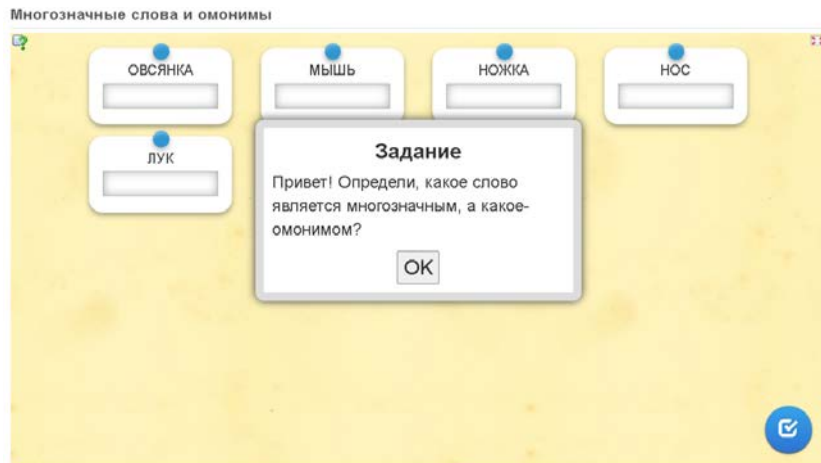 Многозначные слова и омонимы
ОВСЯНКА
МЫШЬ
НОЖКА
НОС
ЛУК
Задание
Привет! Определи, какое слово
является многозначным, а какое-
омонимом?
OK